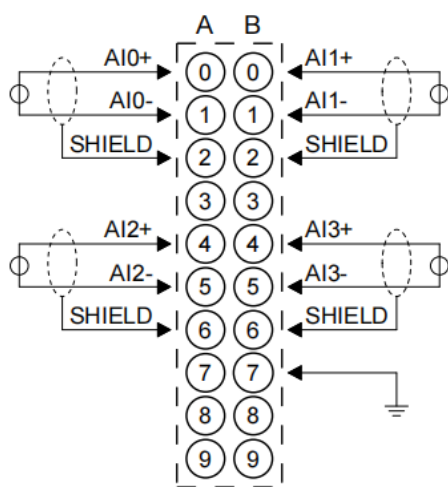 A B
AI0+ 0 0 AI1+
AI0- 1 1 AI1-
SHIELD 2 2 SHIELD
3 3
AI2+ 4 4 AI3+
AI2- 5 5 AI3-
SHIELD 6 6 SHIELD
7 7
8 8
9 9